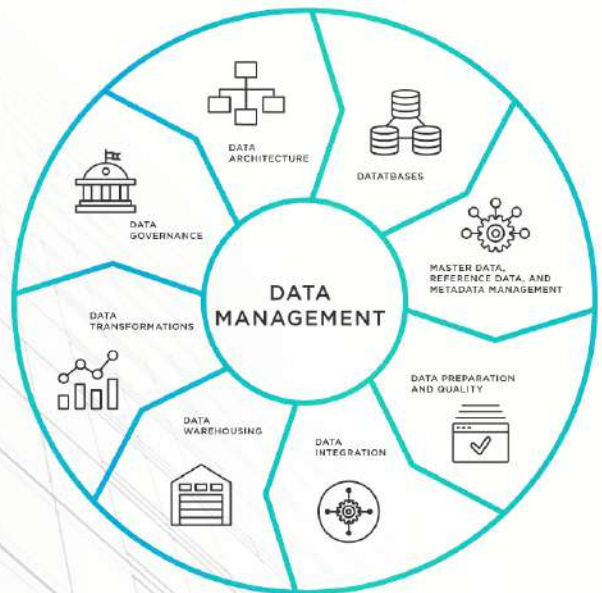 DATA
ARCHITECTURE
DATATBASES
MASTER DATA,
REFERENCE DATA, AND
METADATA MANAGEMENT
DATA PREPARATION
AND QUALITY
DATA
INTEGRATION
DATA
WAREHOUSING
DATA
TRANSFORMATIONS
DATA
GOVERNANCE
DATA
MANAGEMENT